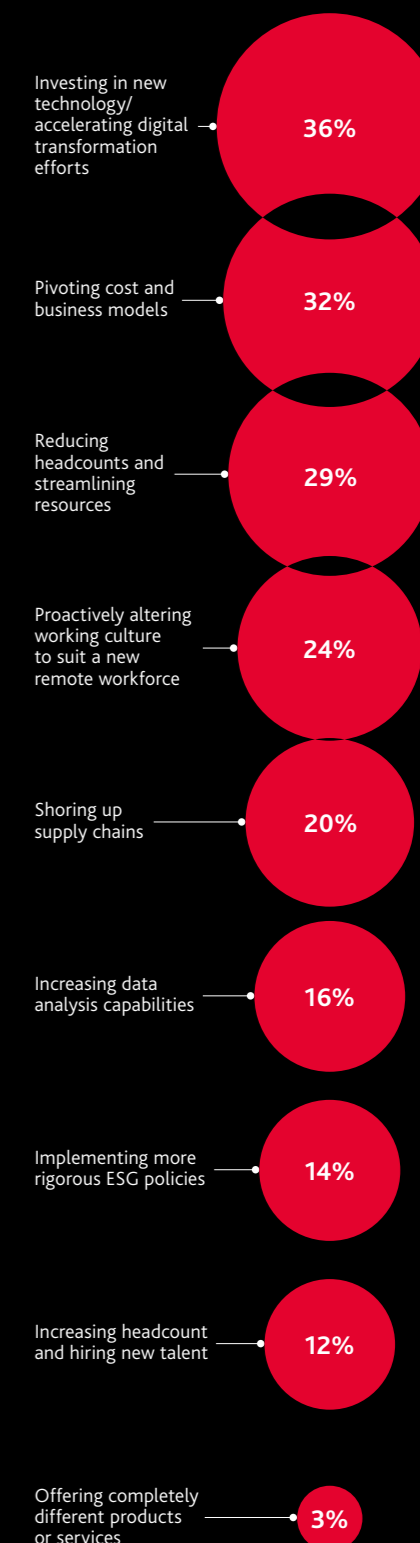 Investing in new
technology/
accelerating digital
transformation
efforts
36%
Pivoting cost and
business models
32%
Reducing
headcounts and
streamlining
resources
29%
Proactively altering
working culture
to suit a new
remote workforce
24%
Shoring up
supply chains
20%
Increasing data
analysis capabilities
16%
Implementing more
rigorous ESG policies
14%
Increasing headcount
and hiring new talent
12%
Offering completely
different products
or services
3%